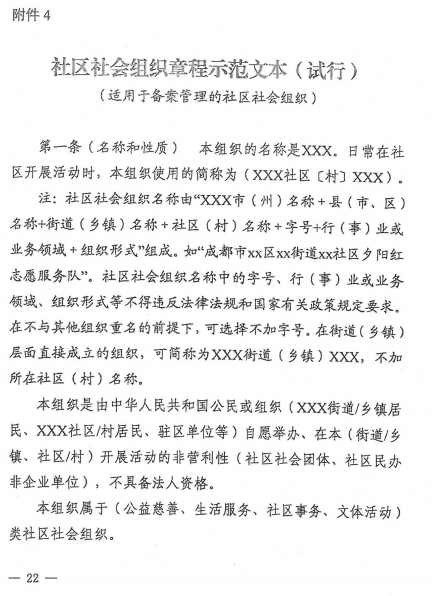 附件4
社区社会组织章程示范文本（试行）
（适用于备案管理的社区社会组织）
第一条（名称和性质） 本组织的名称是XXX。日常在社
区开展活动时，本组织使用的简称为（XXX社区〔村〕XXX）。
注：社区社会组织名称由“XXX市（州）名称+县（市、区）
名称+街道（乡镇）名称+社区（村）名称+字号+行（事）业或
业务领域+组织形式”组成。如“成都市xx区xx街道xx社区夕阳红
志愿服务队”。社区社会组织名称中的字号、行（事）业或业务
领域、组织形式等不得违反法律法规和国家有关政策规定要求。
在不与其他组织重名的前提下，可选择不加字号。在街道（乡镇）
层面直接成立的组织，可简称为XXX街道（乡镇）XXX，不加
所在社区（村）名称。
本组织是由中华人民共和国公民或组织（XXX街道/乡镇居
民、XXX社区/村居民、驻区单位等）自愿举办、在本（街道/乡
镇、社区/村）开展活动的非营利性（社区社会团体、社区民办
非企业单位），不具备法人资格。
本组织属于（公益慈善、生活服务、社区事务、文体活动）
类社区社会组织。
— 22 —